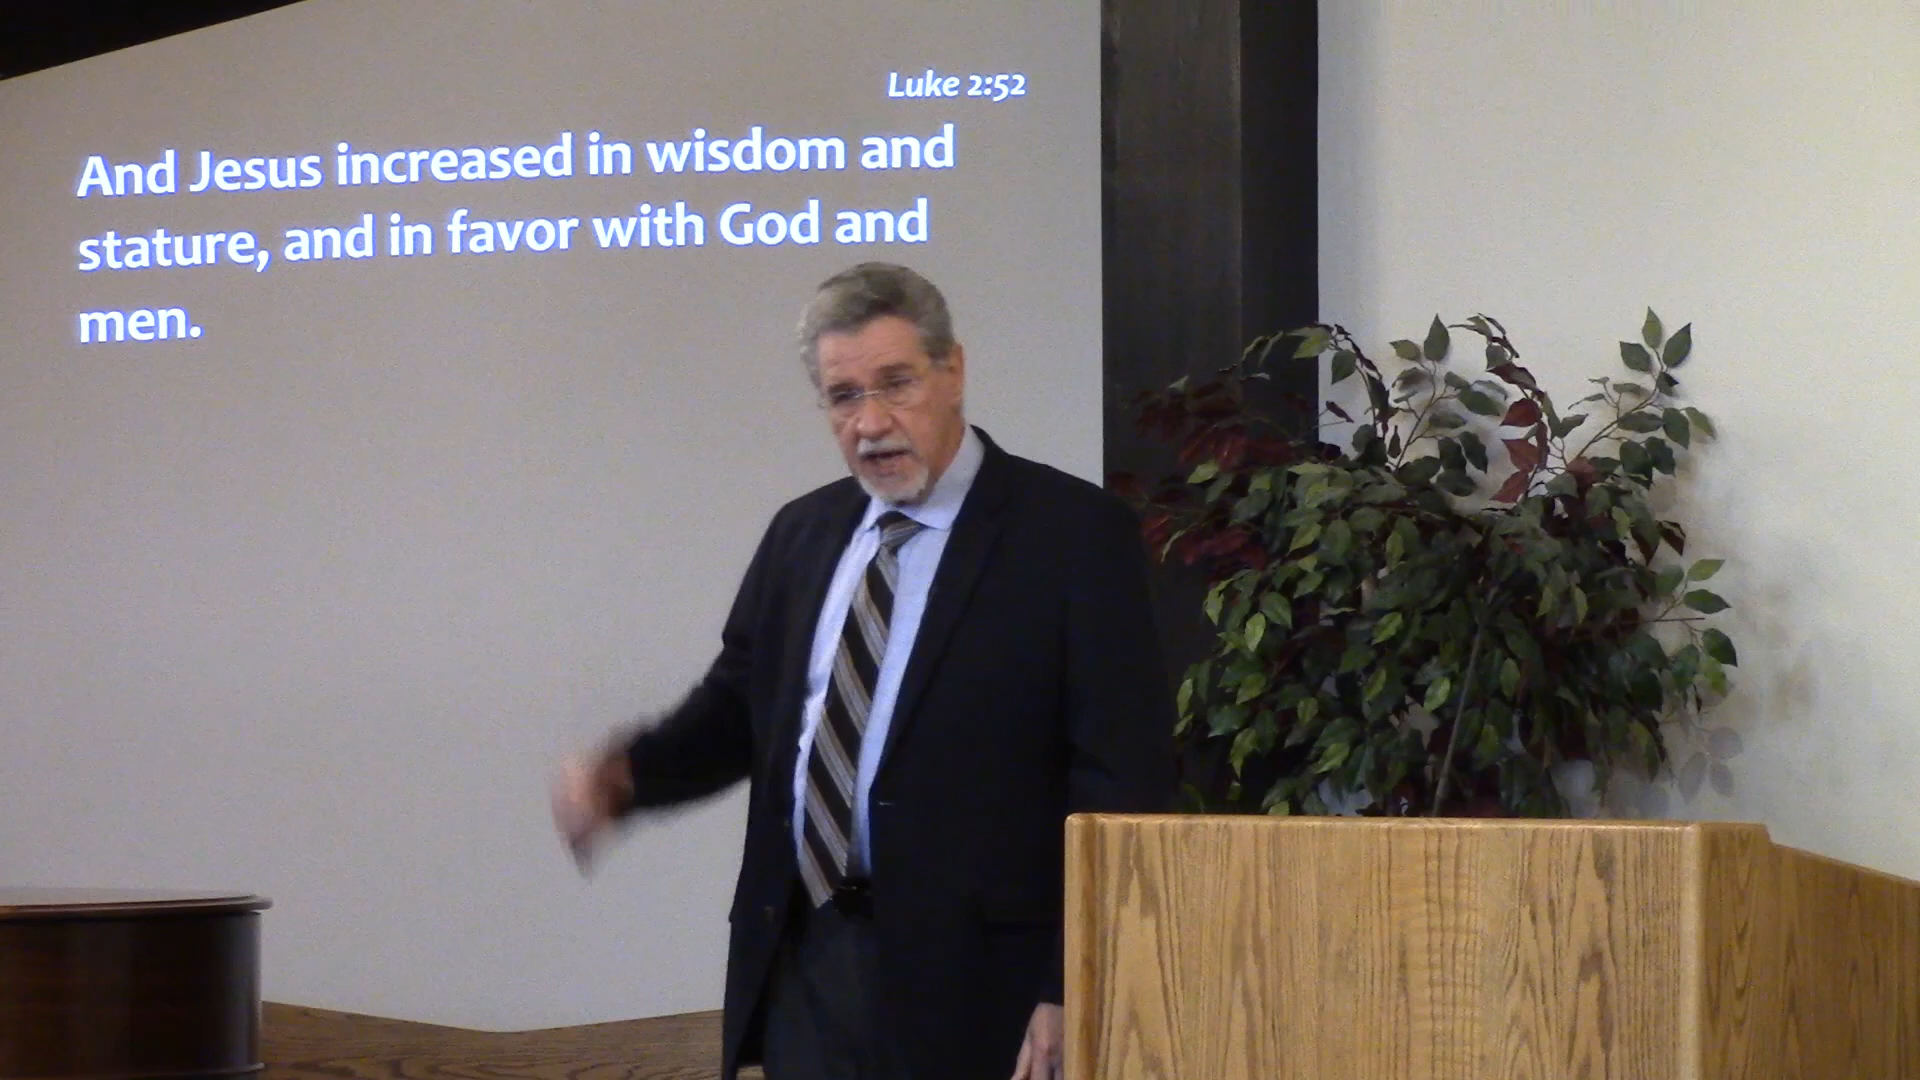 Luke 2:52
And Jesus increased in wisdom and
stature, and in favor with God and
men.